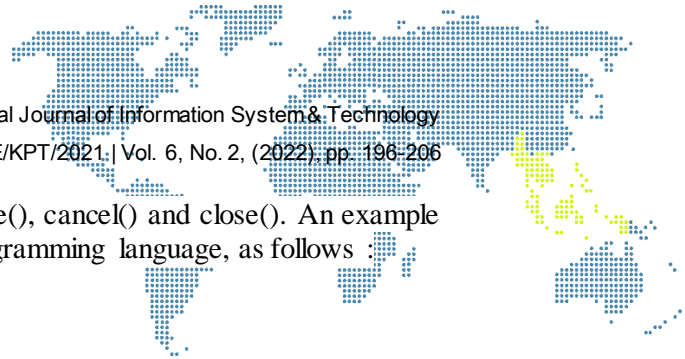 al Journal of Information System & Technology
E/KPT/2021 | Vol. 6, No. 2, (2022), pp. 196-206
e(), cancel() and close(). An example
gramming language, as follows :